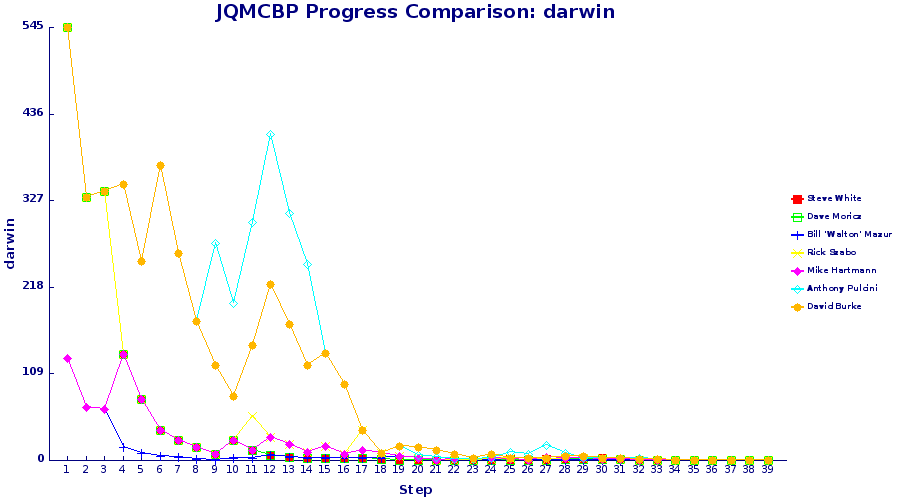 JQMCBP Progress Comparison: darwin
545
436
327
218
109
0
darwin
1 2 3 4 5 6 7 8 9 10 11 12 13 14 15 16 17 18 19 20 21 22 23 24 25 26 27 28 29 30 31 32 33 34 35 36 37 38 39
Step
Steve White
Dave Moricz
Bill 'Walton' Mazur
Rick Szabo
Mike Hartmann
Anthony Pulcini
David Burke